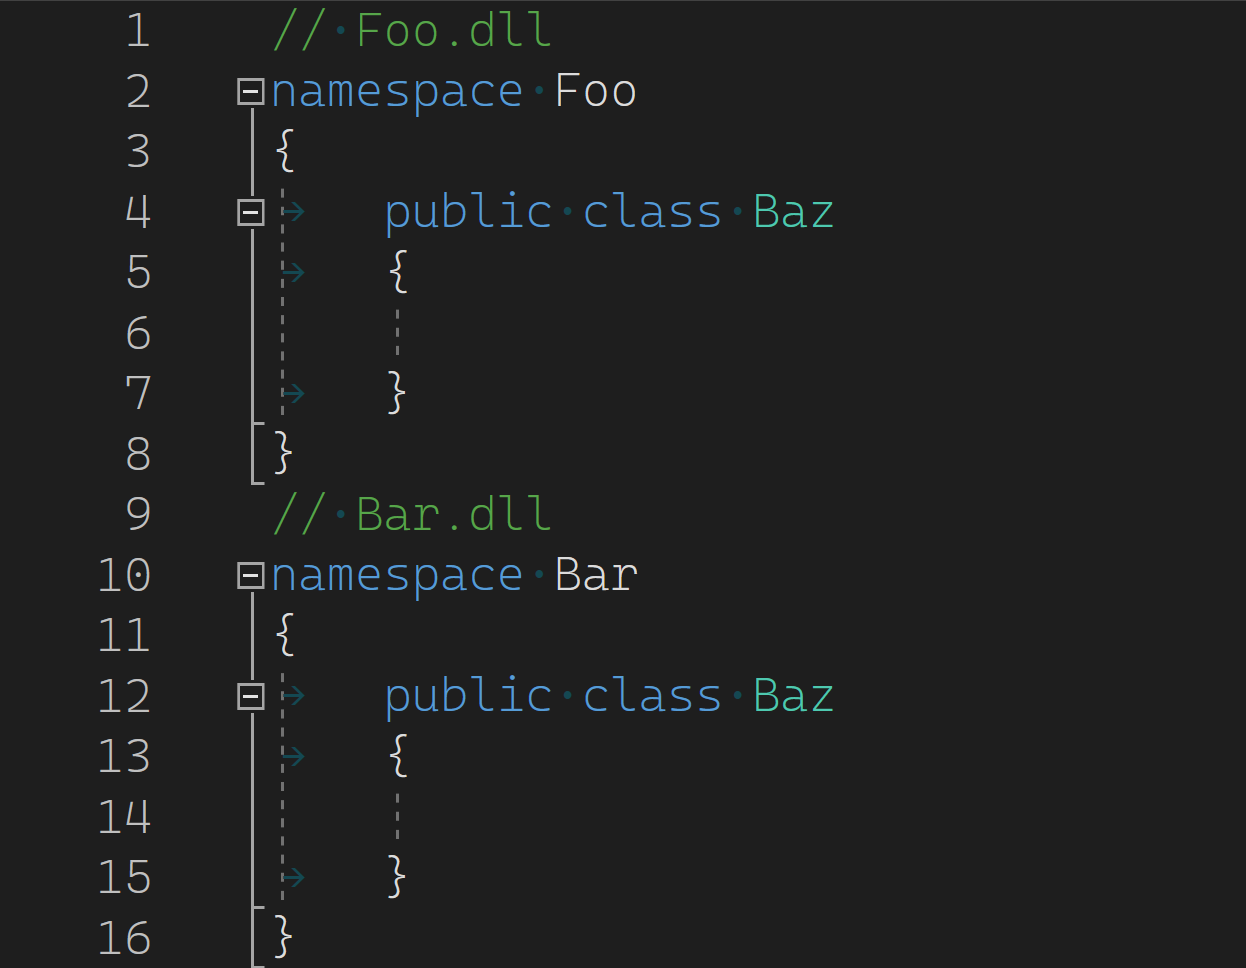 1 // Foo.dll
2 namespace Foo
3 {
4 public class Baz
5 {
6
7 }
8 }
9 // Bar.dll
10 namespace Bar
11 {
12 public class Baz
13 {
14
15 }
16 }